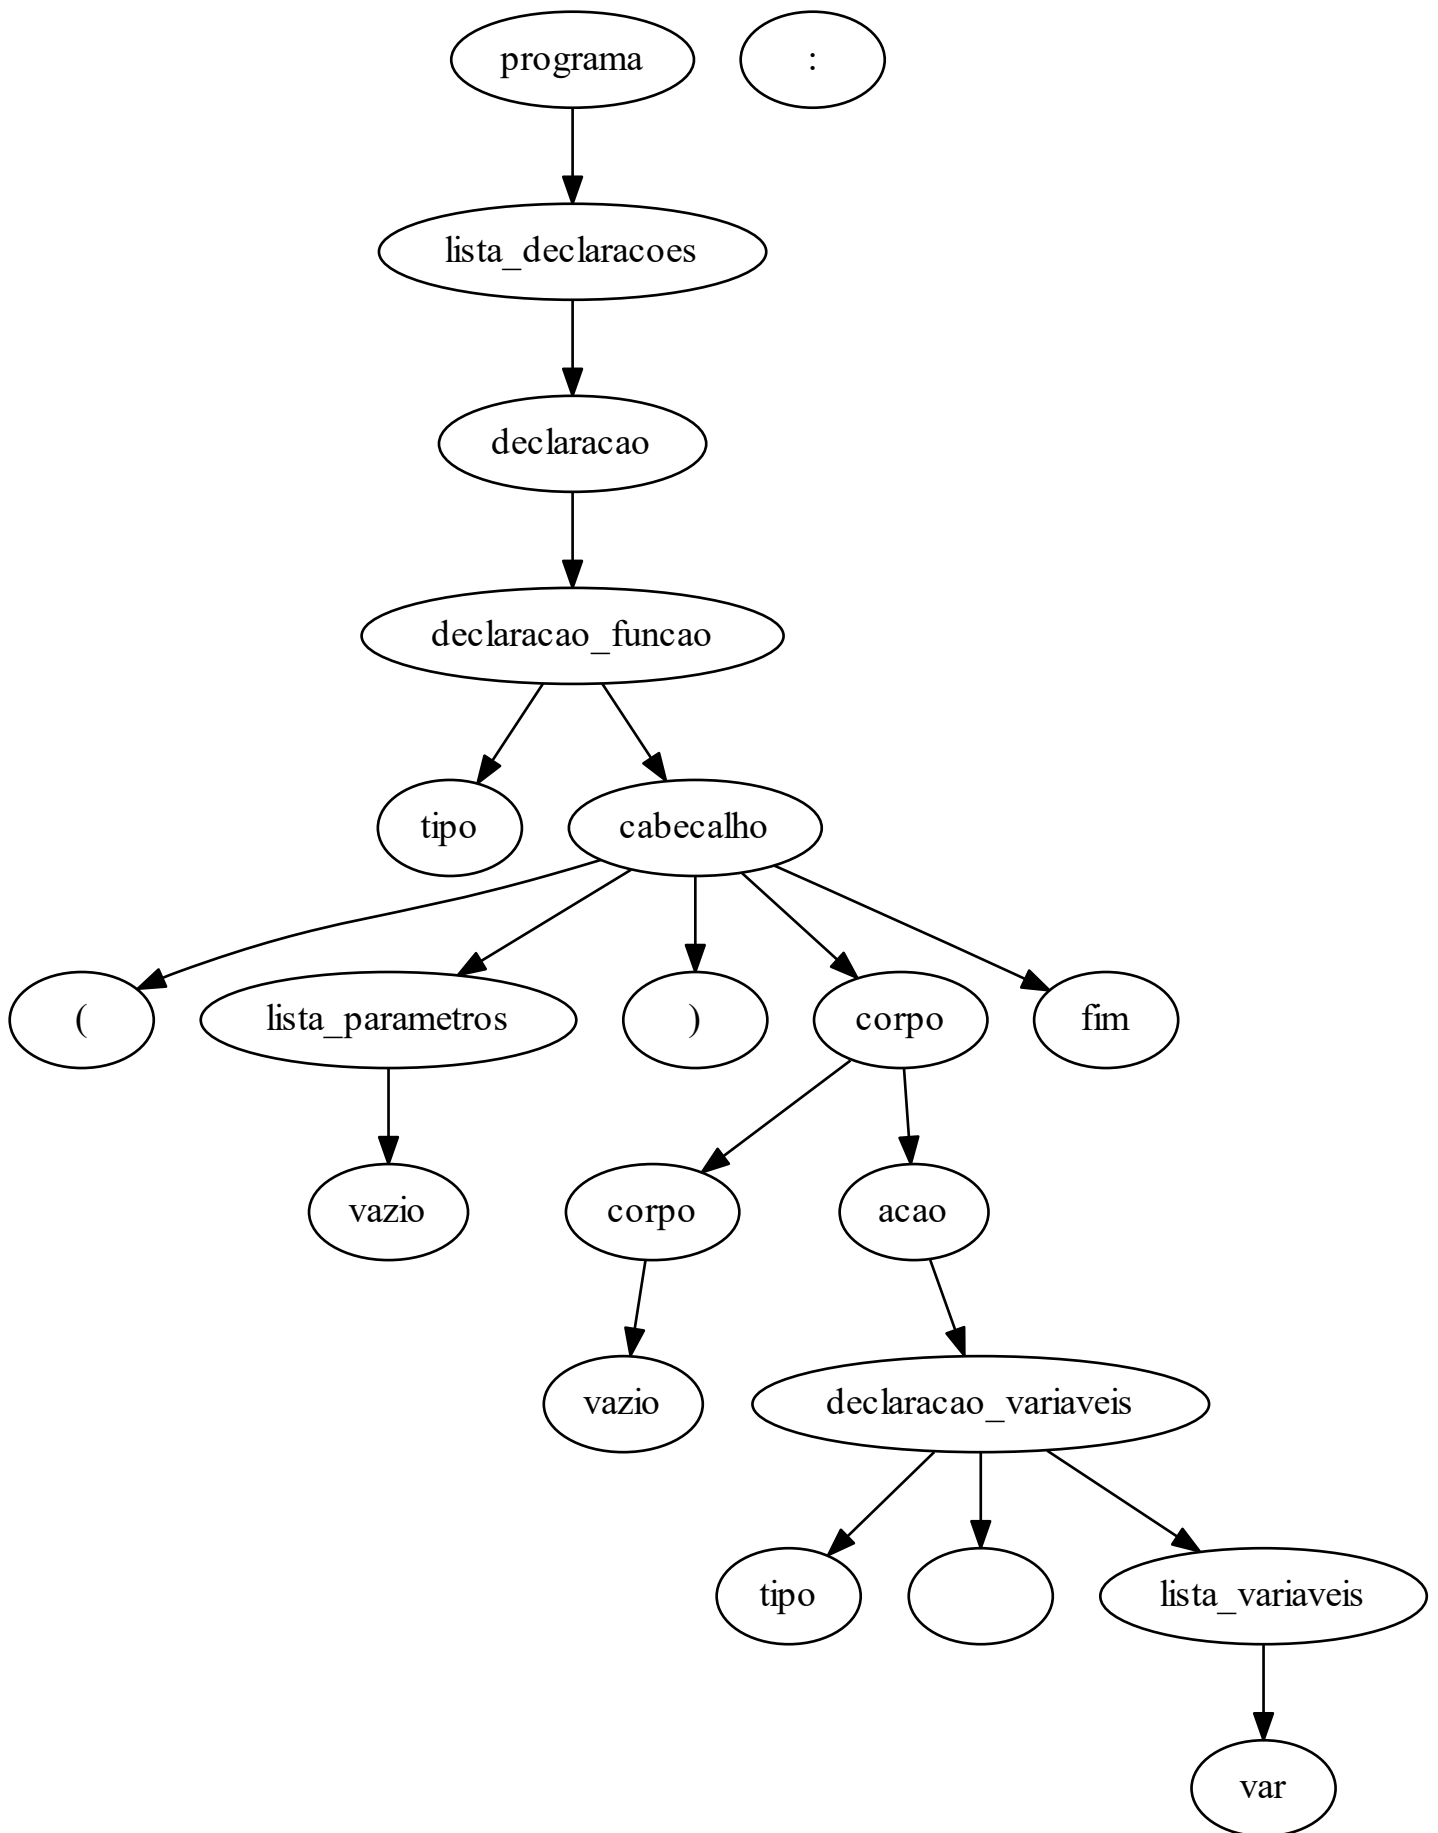 programa
:
lista_declaracoes
declaracao
declaracao_funcao
tipo
cabecalho
(
lista_parametros
)
corpo
fim
vazio
corpo
acao
vazio
declaracao_variaveis
tipo
lista_variaveis
var